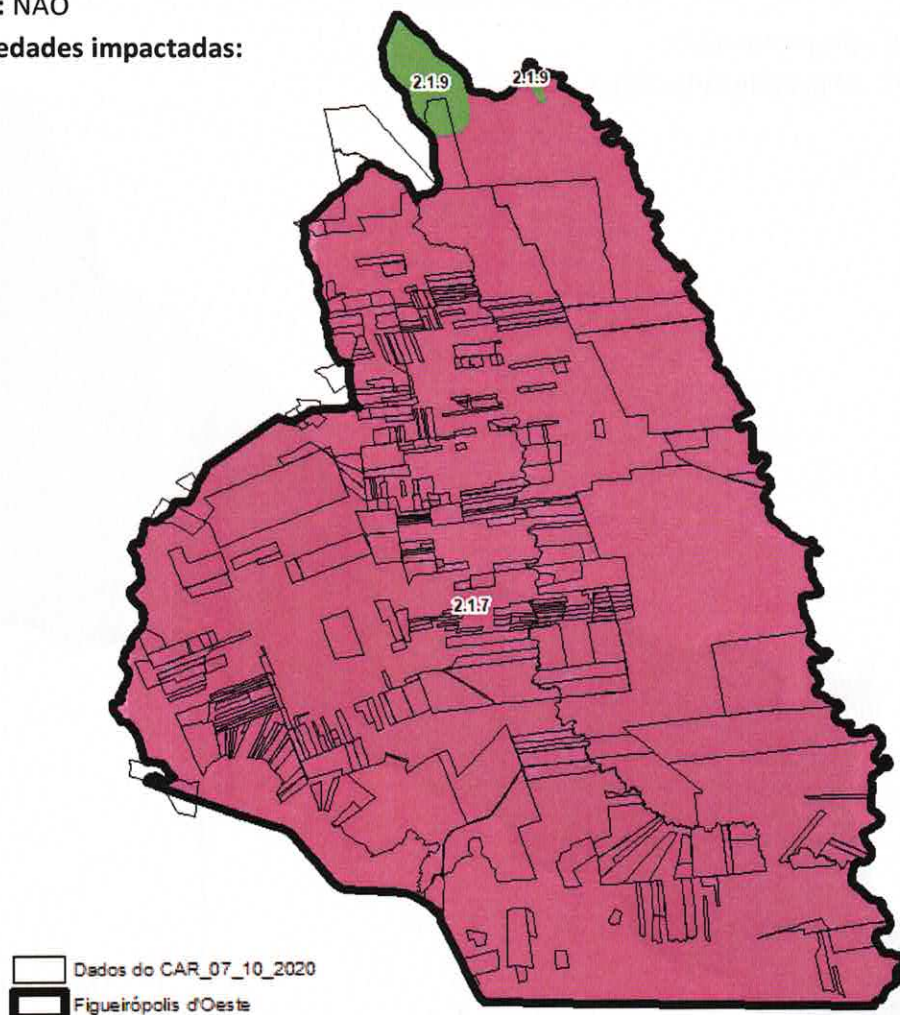 : NÃO
edades impactadas:
2.1.9
2.1.9
2.1.7
Dados do CAR_07_10_2020
Figueirópolis d'Oeste